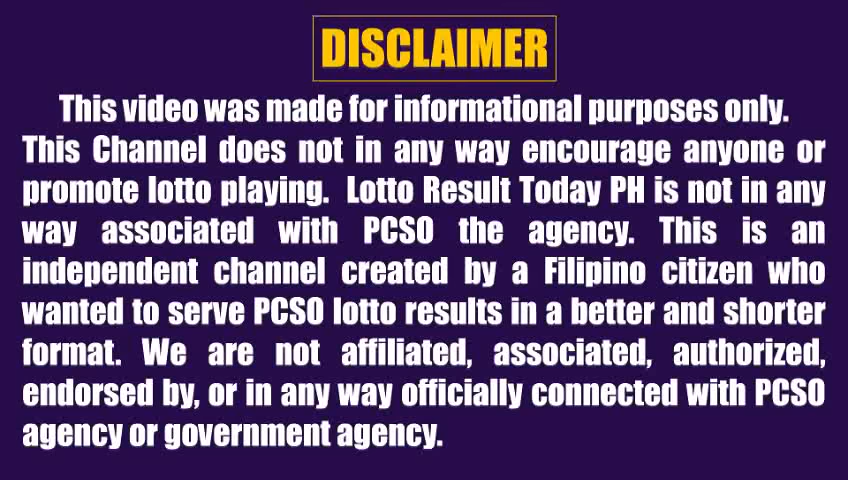 DISCLAIMER
This video was made for informational purposes only.
This Channel does not in any way encourage anyone or
promote lotto playing. Lotto Result Today PH is not in any
way associated with PCSO the agency. This is an
independent channel created by a Filipino citizen who
wanted to serve PCSO lotto results in a better and shorter
format. We are not affiliated, associated, authorized,
endorsed by, or in any way officially connected with PCSO
agency or government agency.